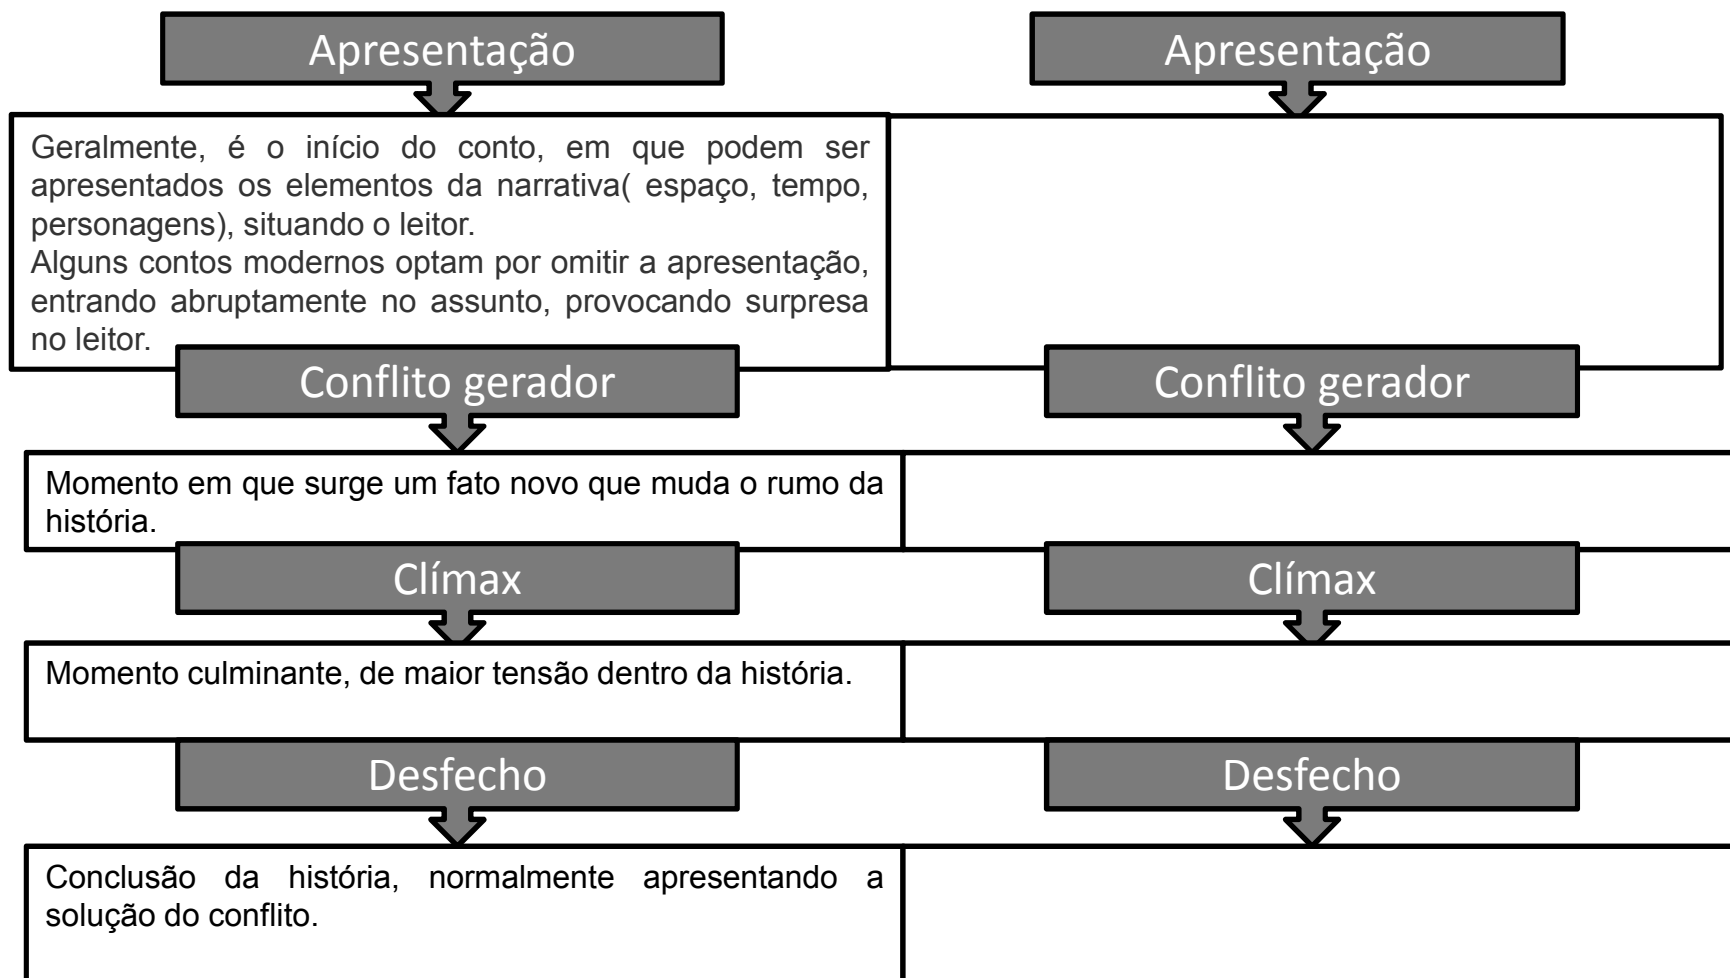 Apresentação
Apresentação
Geralmente, é o início do conto, em que podem ser
apresentados os elementos da narrativa( espaço, tempo,
personagens), situando o leitor.
Alguns contos modernos optam por omitir a apresentação,
entrando abruptamente no assunto, provocando surpresa
no leitor.
Conflito gerador
Conflito gerador
Momento em que surge um fato novo que muda o rumo da
história.
Clímax
Clímax
Momento culminante, de maior tensão dentro da história.
Desfecho
Desfecho
Conclusão da história, normalmente apresentando a
solução do conflito.